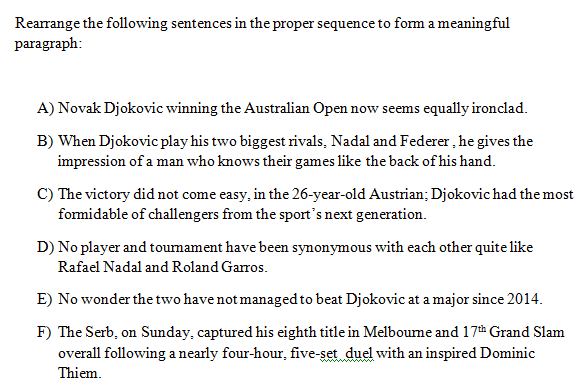 Rearrange the following sentences in the proper sequence to form a meaningful
paragraph:
A) Novak Djokovic winning the Australian Open now seems equally ironclad.
B) When Djokovic play his two biggest rivals, Nadal and Federer , he gives the
impression of a man who knows their games like the back of his hand.
C) The victory did not come easy, in the 26-year-old Austrian; Djokovic had the most
formidable of challengers from the sport’s next generation.
D) No player and tournament have been synonymous with each other quite like
Rafael Nadal and Roland Garros.
E) No wonder the two have not managed to beat Djokovic at a major since 2014.
F) The Serb, on Sunday, captured his eighth title in Melbourne and 17th Grand Slam
overall following a nearly four-hour, five-set duel with an inspired Dominic
Thiem.